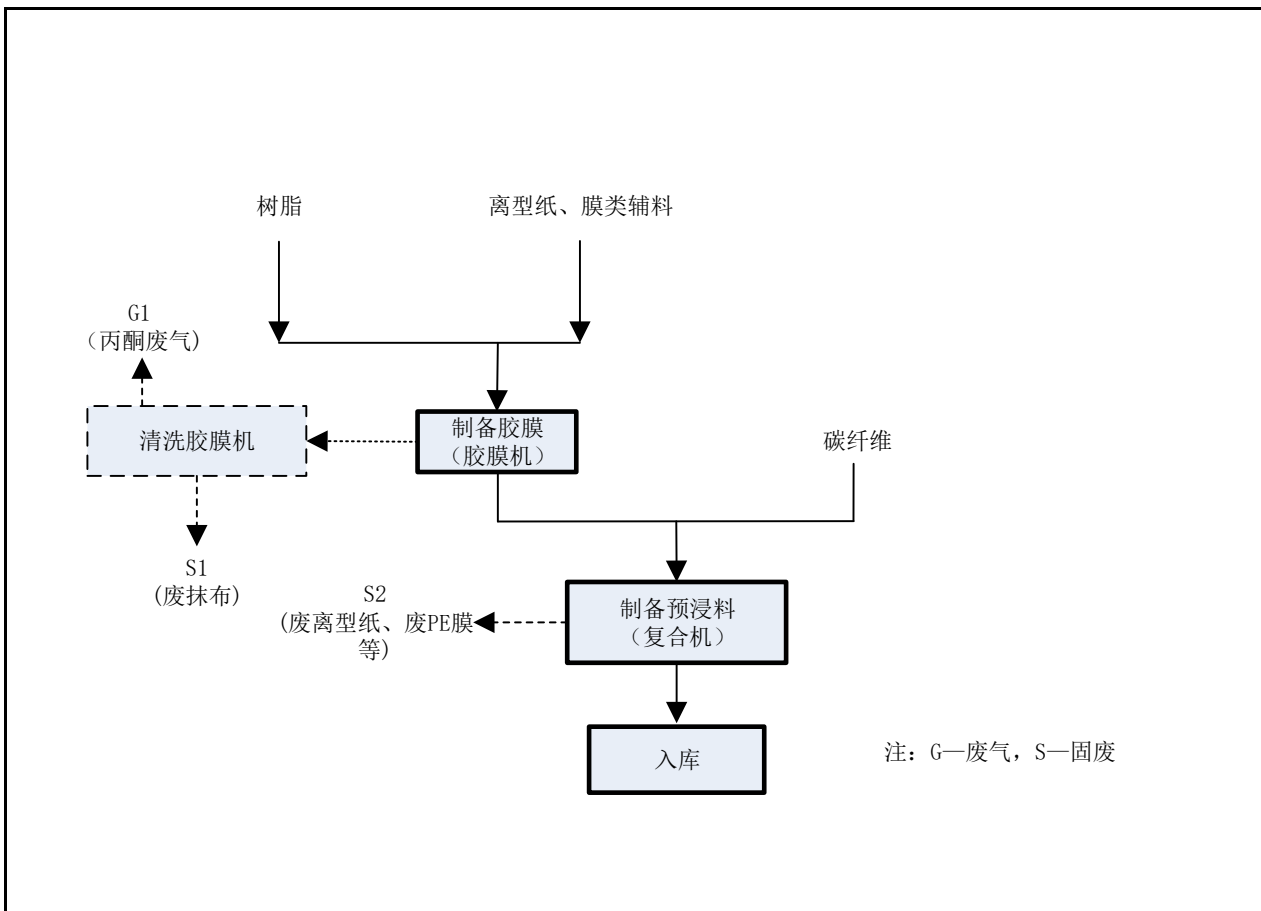 树脂
离型纸、膜类辅料
G1
（丙酮废气)
清洗胶膜机
制备胶膜
（胶膜机）
碳纤维
S1
(废抹布)
S2
(废离型纸、废PE膜
等)
制备预浸料
（复合机）
入库
注：G—废气，S—固废